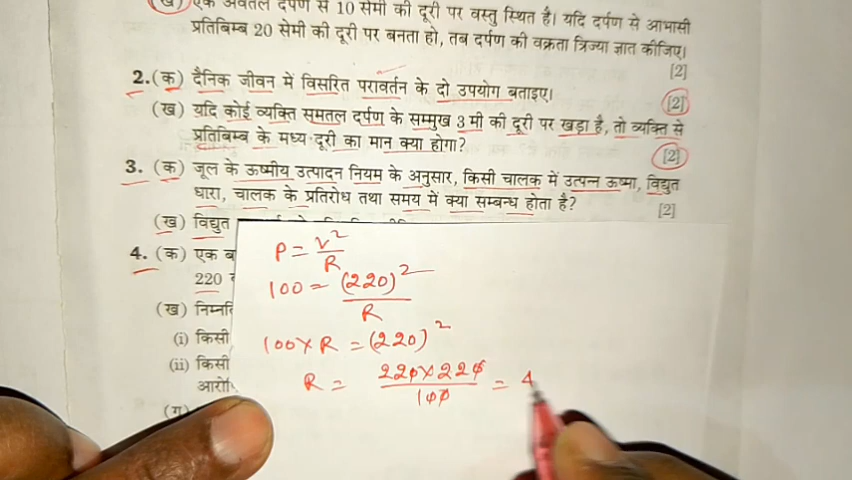 (ख) एक अवतल दर्पण से 10 सेमी की दूरी पर वस्तु स्थित है। यदि दर्पण से आभासी
प्रतिबिम्ब 20 सेमी की दूरी पर बनता हो, तब दर्पण की वक्रता त्रिज्या ज्ञात कीजिए।
[2]
2. (क) दैनिक जीवन में विसरित परावर्तन के दो उपयोग बताइए। [2]
(ख) यदि कोई व्यक्ति समतल दर्पण के सम्मुख 3 मी की दूरी पर खड़ा है, तो व्यक्ति से
प्रतिबिम्ब के मध्य दूरी का मान क्या होगा? [2]
3. (क) जूल के ऊष्मीय उत्पादन नियम के अनुसार, किसी चालक में उत्पन्न ऊष्मा, विद्युत
धारा, चालक के प्रतिरोध तथा समय में क्या सम्बन्ध होता है? [2]
(ख) विद्युत
4. (क) एक
220
(ख)
(i) किसी
(ii) किसी
(ग)
P = V²/R
100 = (220)²/R
100 × R = (220)²
R = 220×220/100 = 4